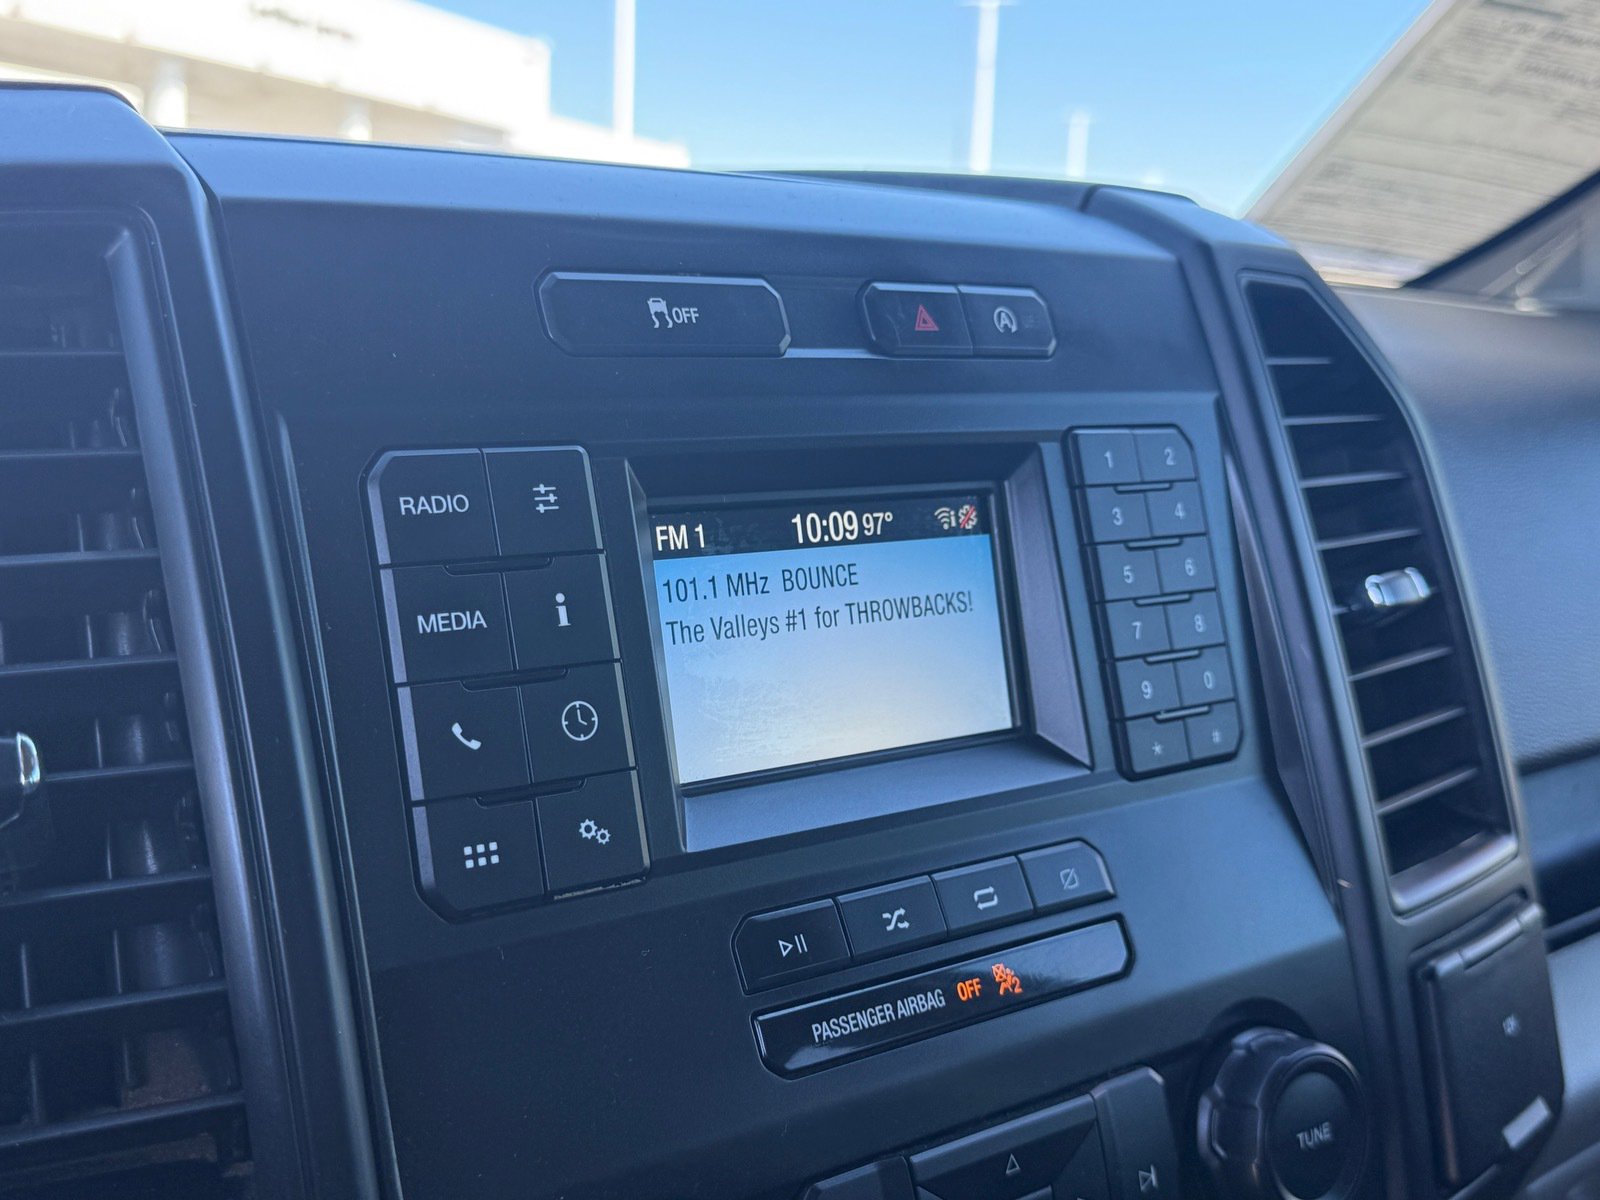 OFF
RADIO
MEDIA
FM 1 10:09 97°
101.1 MHz BOUNCE
The Valleys #1 for THROWBACKS!
1 2
3 4
5 6
7 8
9 0
* #
PASSENGER AIRBAG OFF 2
TUNE